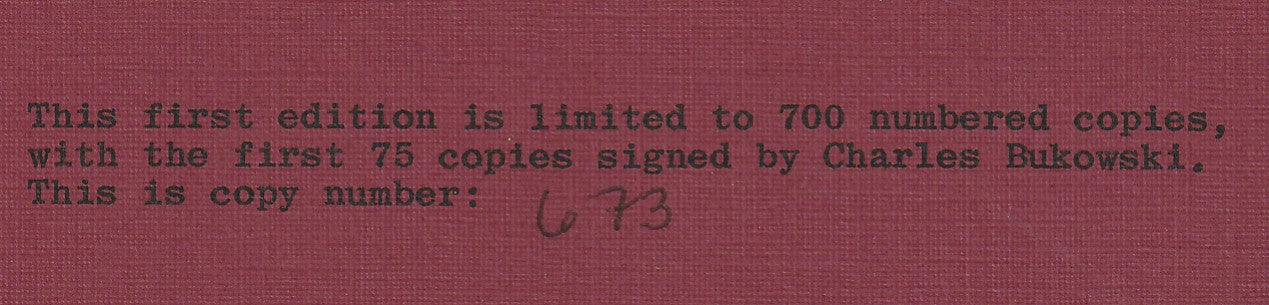 This first edition is limited to 700 numbered copies,
with the first 75 copies signed by Charles Bukowski.
This is copy number: 673